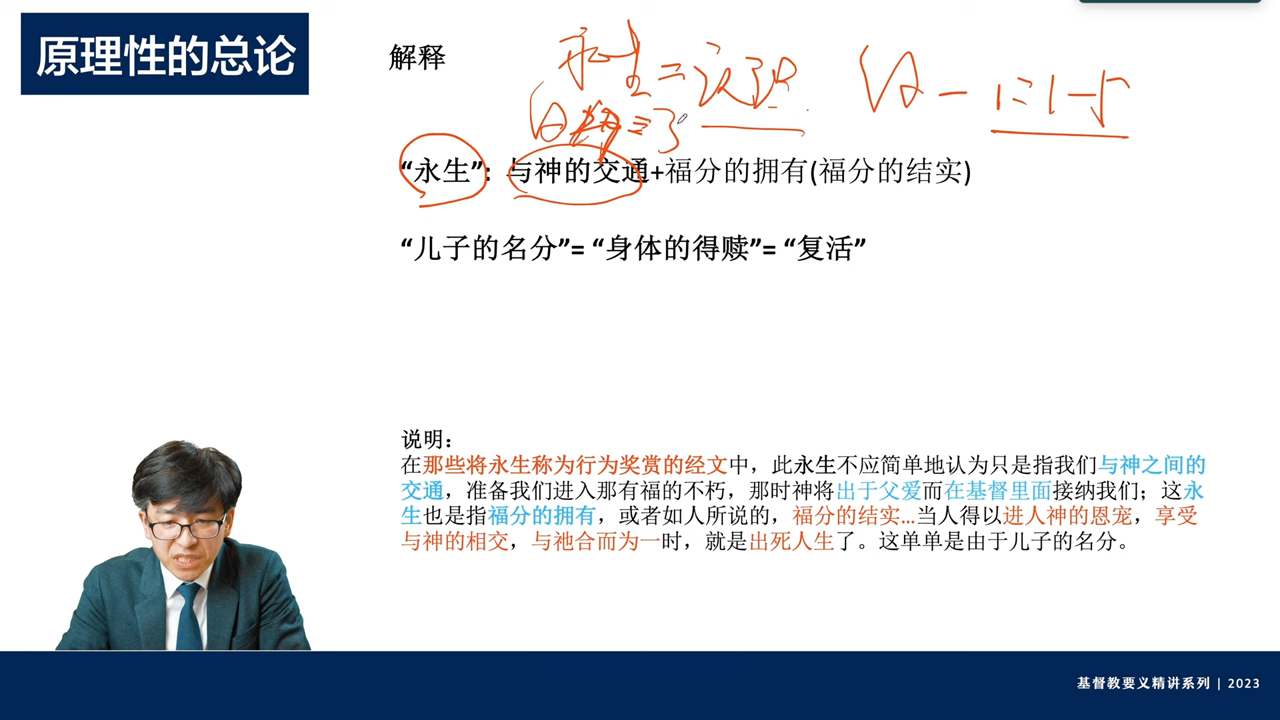 原理性的总论
解释
永生=认识
“永生”：与神的交通+福分的拥有(福分的结实)
“儿子的名分”= “身体的得赎”= “复活”
说明：
在那些将永生称为行为奖赏的经文中，此永生不应简单地认为只是指我们与神之间的
交通，准备我们进入那有福的不朽，那时神将出于父爱而在基督里面接纳我们；这永
生也是指福分的拥有，或者如人所说的，福分的结实…当人得以进人神的恩宠，享受
与神的相交，与祂合而为一时，就是出死人生了。这单单是由于儿子的名分。
基督教要义精讲系列 | 2023